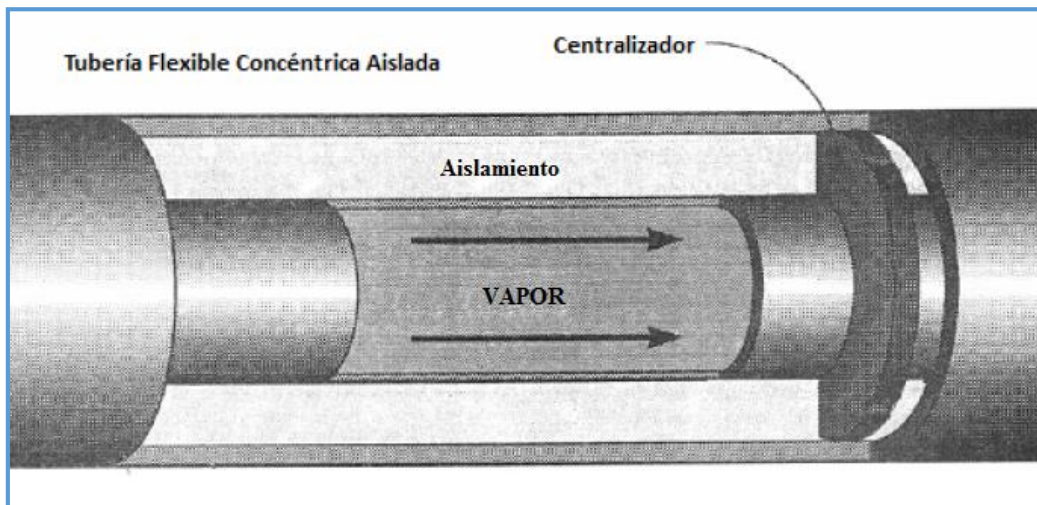 Centralizador
Tubería Flexible Concéntrica Aislada
Aislamiento
VAPOR